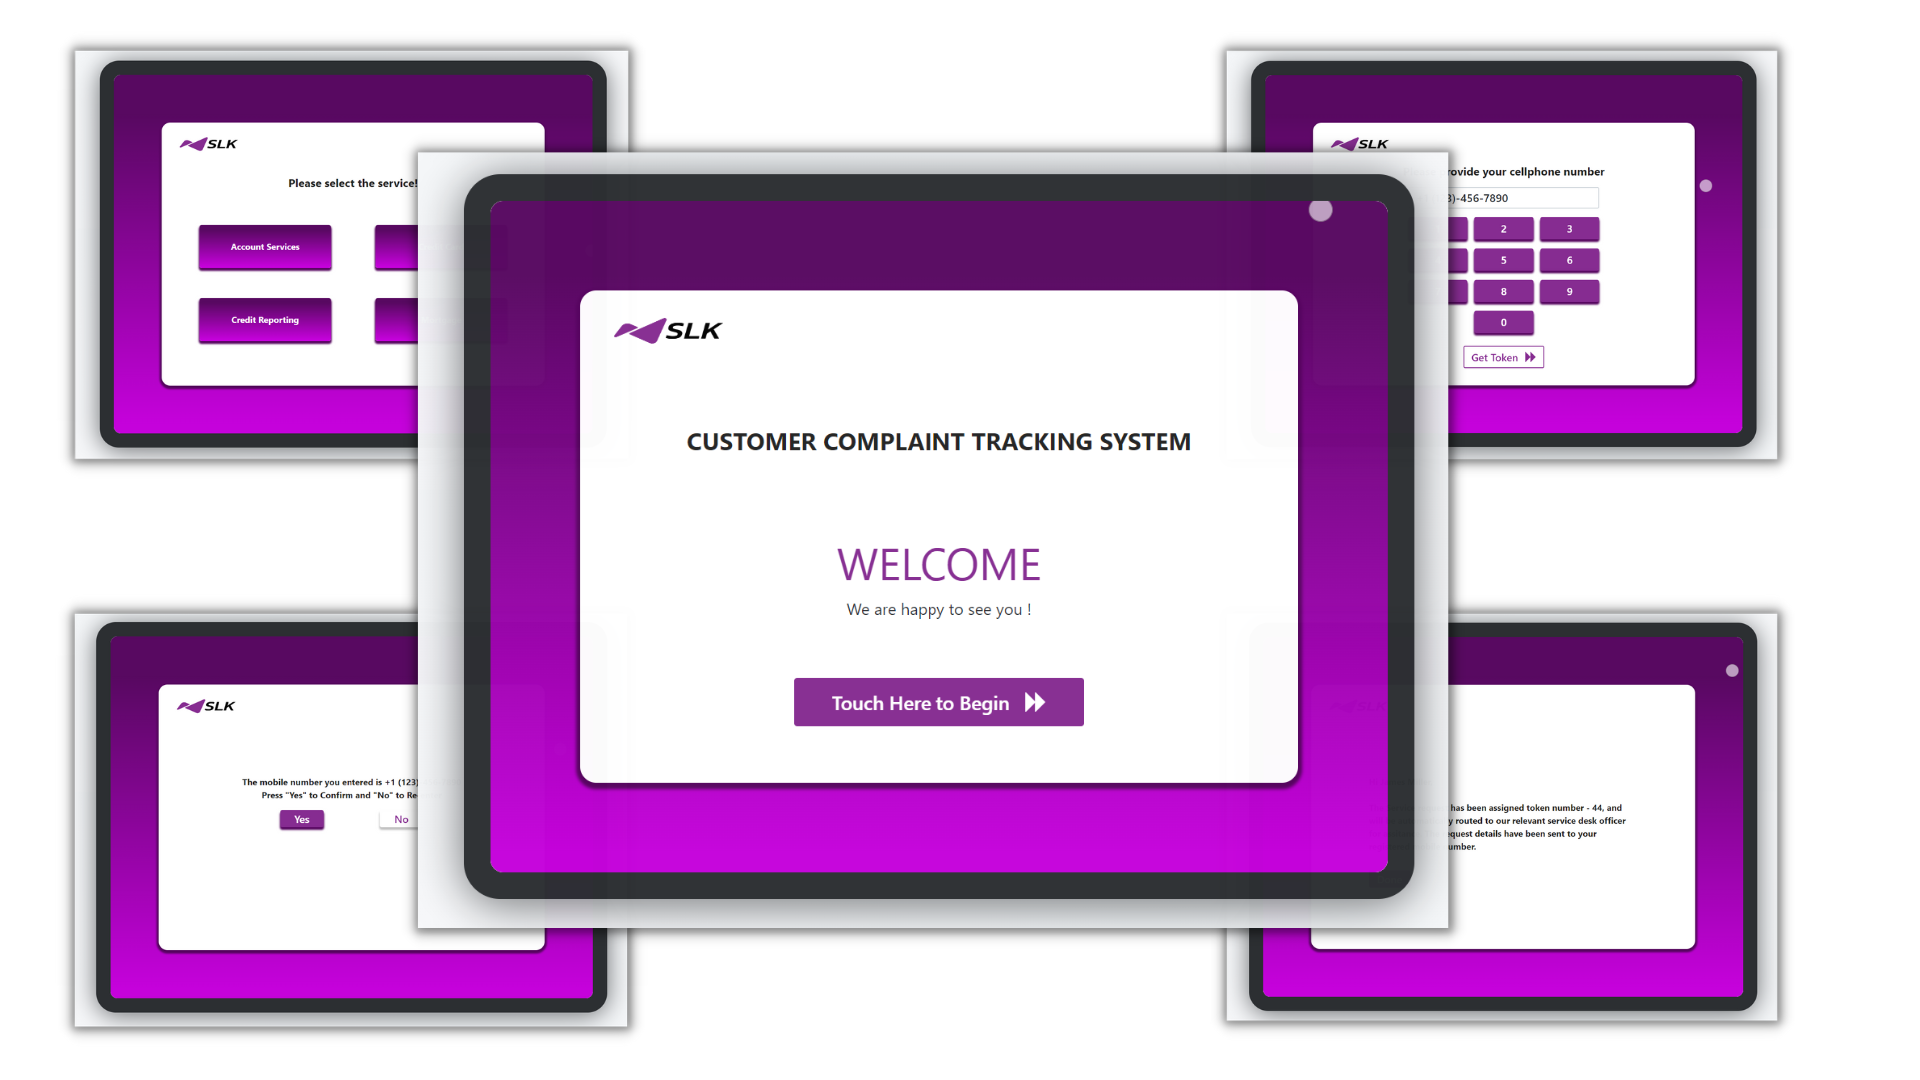 SLK
Please select the service!
Account Services
Credit Reporting
SLK
rovide your cellphone number
)-456-7890
2
3
5
6
8
9
0
Get Token
SLK
CUSTOMER COMPLAINT TRACKING SYSTEM
WELCOME
We are happy to see you !
Touch Here to Begin
SLK
The mobile number you entered is +1 (123)
Press "Yes" to Confirm and "No" to Re
Yes
No
has been assigned token number - 44, and
y routed to our relevant service desk officer
quest details have been sent to your
umber.